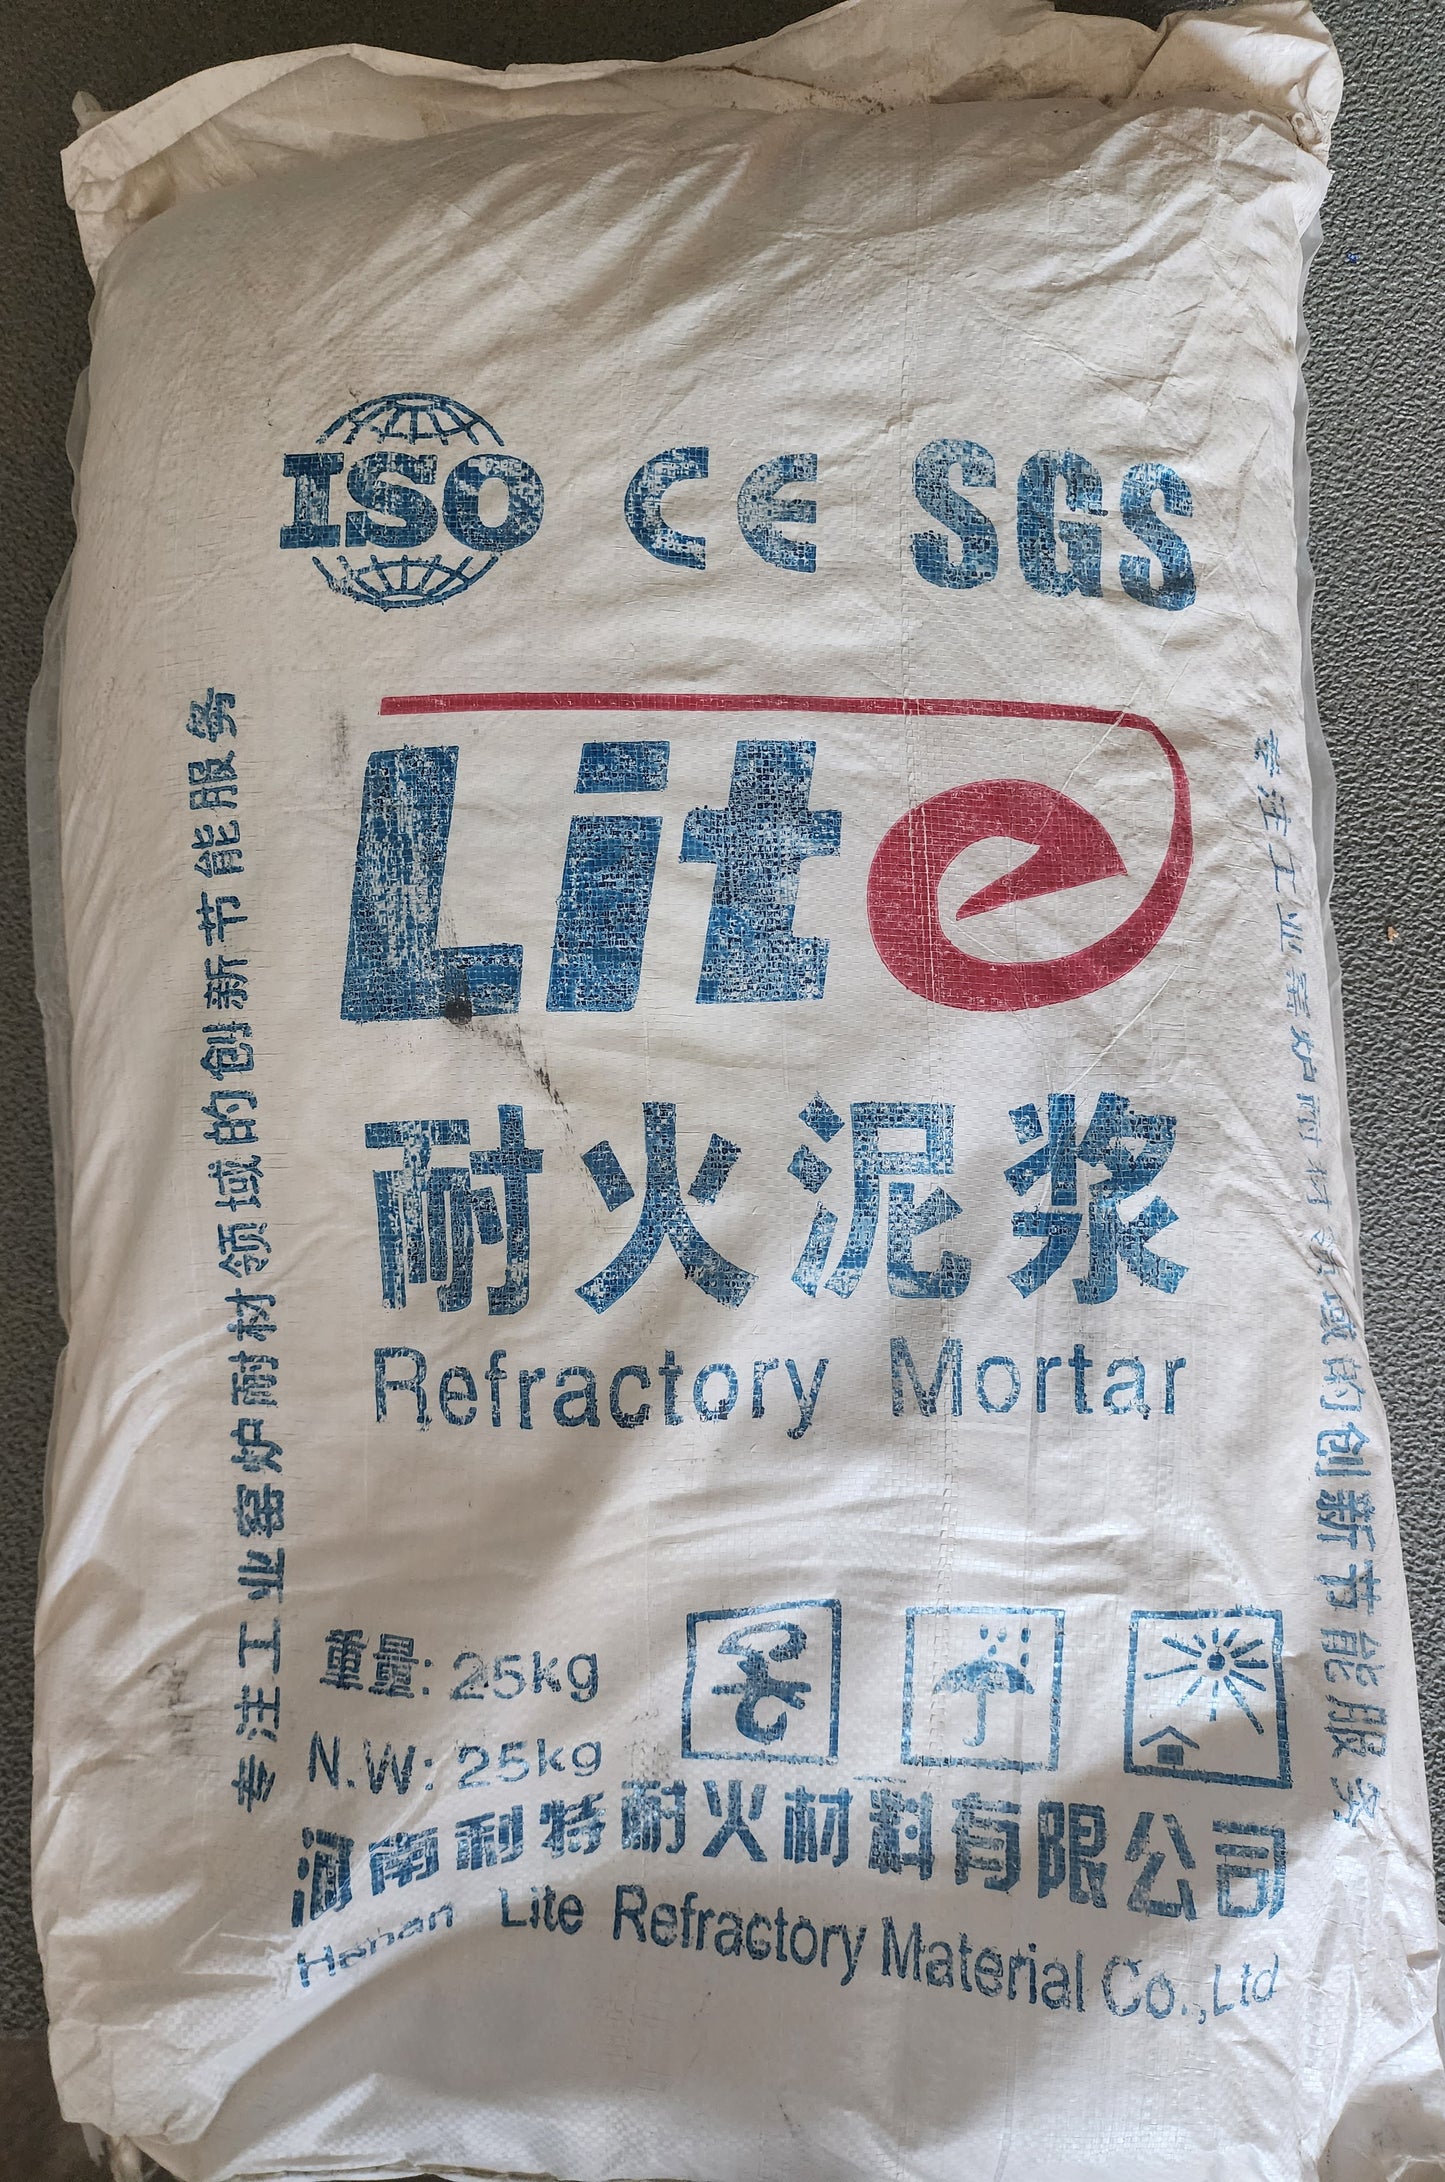 ISO CE SGS
Lite
耐火泥浆
Refractory Mortar
专注工业窑炉耐材领域的创新节能服务
专注工业窑炉耐材领域的创新节能服务
重量: 25kg
N.W: 25kg
河南利特耐火材料有限公司
Henan Lite Refractory Material Co.,Ltd